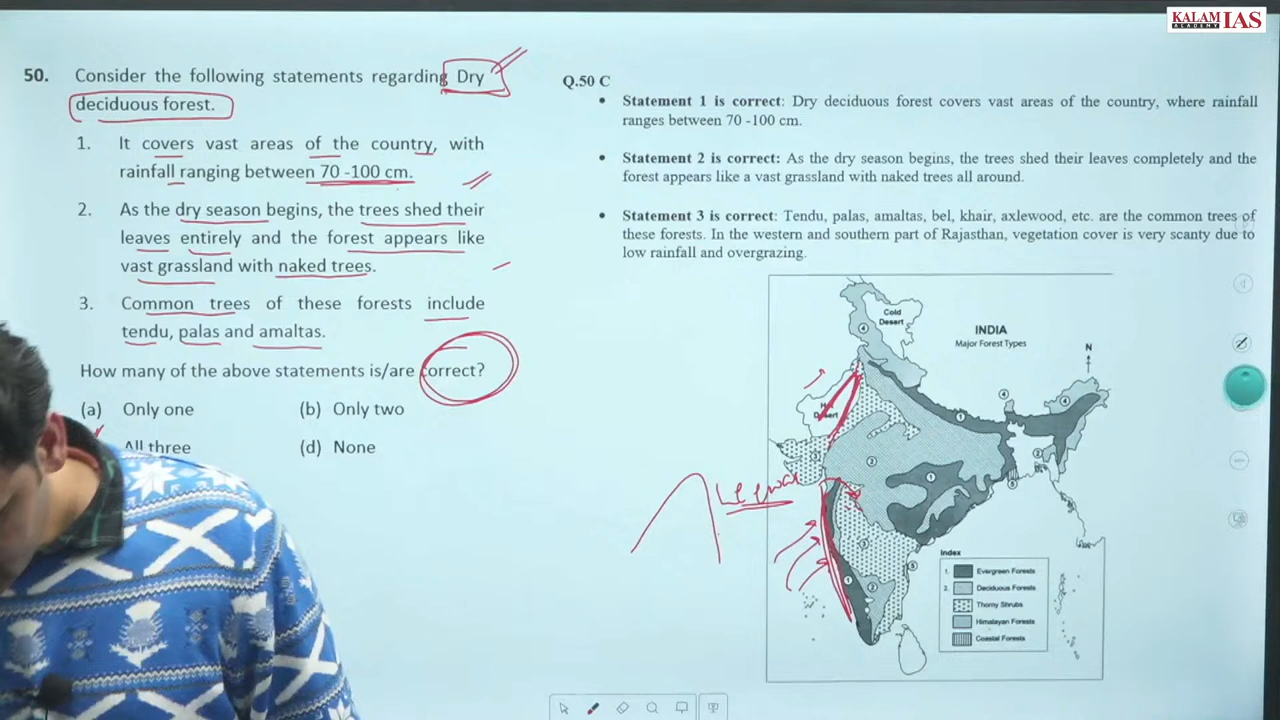 KALAM IAS
ACADEMY
50. Consider the following statements regarding Dry
deciduous forest.
1. It covers vast areas of the country, with
rainfall ranging between 70 -100 cm.
2. As the dry season begins, the trees shed their
leaves entirely and the forest appears like
vast grassland with naked trees.
3. Common trees of these forests include
tendu, palas and amaltas.
How many of the above statements is/are correct?
(a) Only one (b) Only two
All three (d) None
Q.50 C
• Statement 1 is correct: Dry deciduous forest covers vast areas of the country, where rainfall
ranges between 70 -100 cm.
• Statement 2 is correct: As the dry season begins, the trees shed their leaves completely and the
forest appears like a vast grassland with naked trees all around.
• Statement 3 is correct: Tendu, palas, amaltas, bel, khair, axlewood, etc. are the common trees of
these forests. In the western and southern part of Rajasthan, vegetation cover is very scanty due to
low rainfall and overgrazing.
INDIA
Major Forest Types
N
Cold
Desert
Desert
Index
1. Evergreen Forests
2. Deciduous Forests
Thorny Shrubs
Himalayan Forests
Coastal Forests